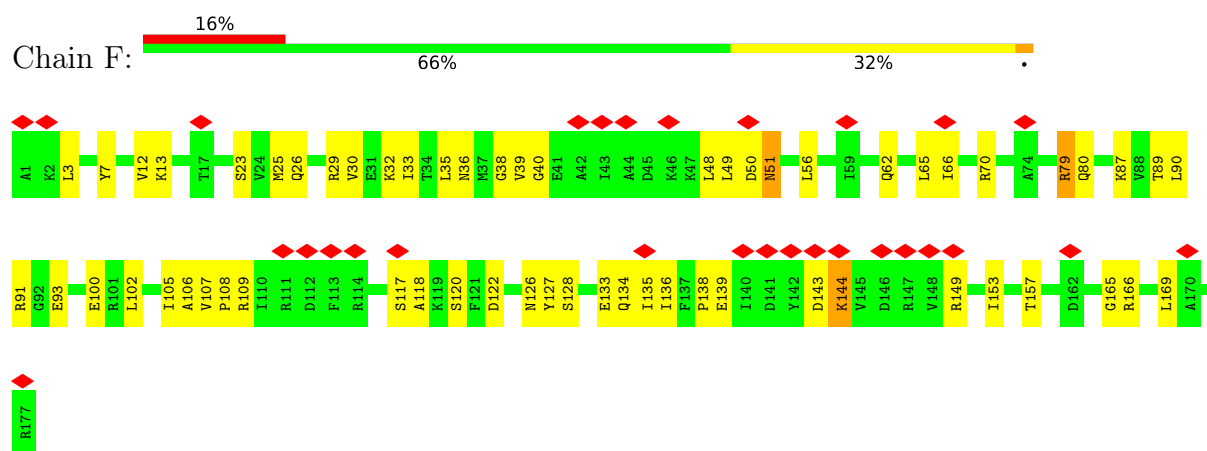 16%
Chain F:
66% 32% •
A1 K2 L3 Y7 V12 K13 T17 S23 V24 M25 Q26 R29 V30 E31 K32 I33 T34 L35 N36 M37 G38 V39 G40 E41 A42 I43 A44 D45 K46 K47 L48 L49 D50 N51 L56 I59 Q62 L65 I66 R70 A74 R79 Q80 K87 V88 T89 L90
R91 G92 E93 E100 R101 L102 I105 A106 V107 P108 R109 I110 R111 D112 F113 R114 S117 A118 K119 S120 F121 D122 N126 Y127 S128 E133 Q134 I135 I136 F137 P138 E139 I140 D141 Y142 D143 K144 V145 D146 R147 V148 R149 I153 T157 D162 G165 R166 L169 A170
R177